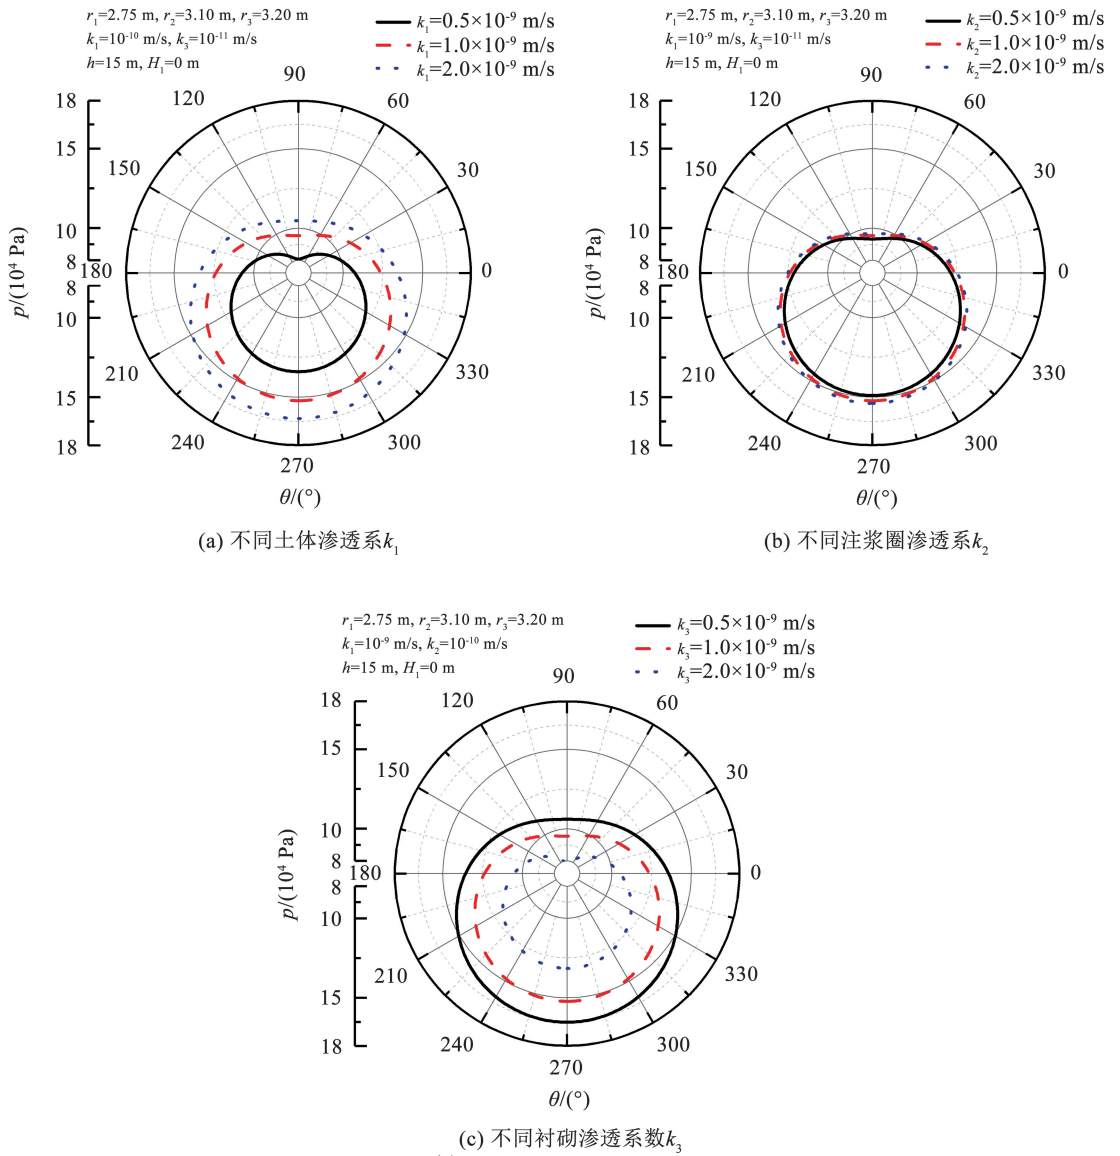 r₁=2.75 m, r₂=3.10 m, r₃=3.20 m
k₁=10⁻¹⁰ m/s, k₃=10⁻¹¹ m/s
h=15 m, H₁=0 m
k₁=0.5×10⁻⁹ m/s
k₁=1.0×10⁻⁹ m/s
k₁=2.0×10⁻⁹ m/s
90
120
60
150
30
180
0
210
330
240
300
270
18
15
10
8
8
10
15
18
p/(10⁴ Pa)
θ/(°)
(a) 不同土体渗透系k₁
r₁=2.75 m, r₂=3.10 m, r₃=3.20 m
k₁=10⁻⁹ m/s, k₃=10⁻¹¹ m/s
h=15 m, H₁=0 m
k₂=0.5×10⁻⁹ m/s
k₂=1.0×10⁻⁹ m/s
k₂=2.0×10⁻⁹ m/s
90
120
60
150
30
180
0
210
330
240
300
270
18
15
10
8
8
10
15
18
p/(10⁴ Pa)
θ/(°)
(b) 不同注浆圈渗透系k₂
r₁=2.75 m, r₂=3.10 m, r₃=3.20 m
k₁=10⁻⁹ m/s, k₂=10⁻¹⁰ m/s
h=15 m, H₁=0 m
k₃=0.5×10⁻⁹ m/s
k₃=1.0×10⁻⁹ m/s
k₃=2.0×10⁻⁹ m/s
90
120
60
150
30
180
0
210
330
240
300
270
18
15
10
8
8
10
15
18
p/(10⁴ Pa)
θ/(°)
(c) 不同衬砌渗透系数k₃